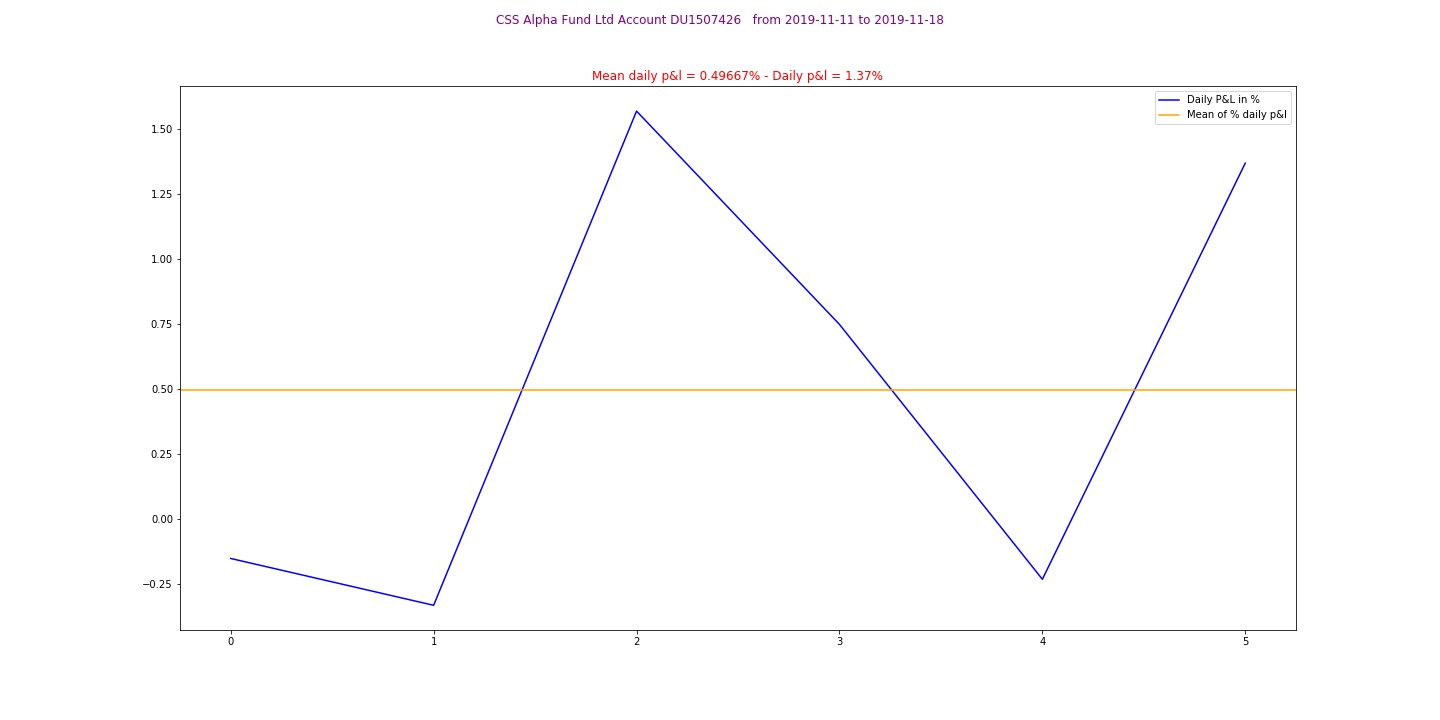 CSS Alpha Fund Ltd Account DU1507426   from 2019-11-11 to 2019-11-18
Mean daily p&l = 0.49667% - Daily p&l = 1.37%
Daily P&L in %
Mean of % daily p&l
1.50
1.25
1.00
0.75
0.50
0.25
0.00
−0.25
0 1 2 3 4 5